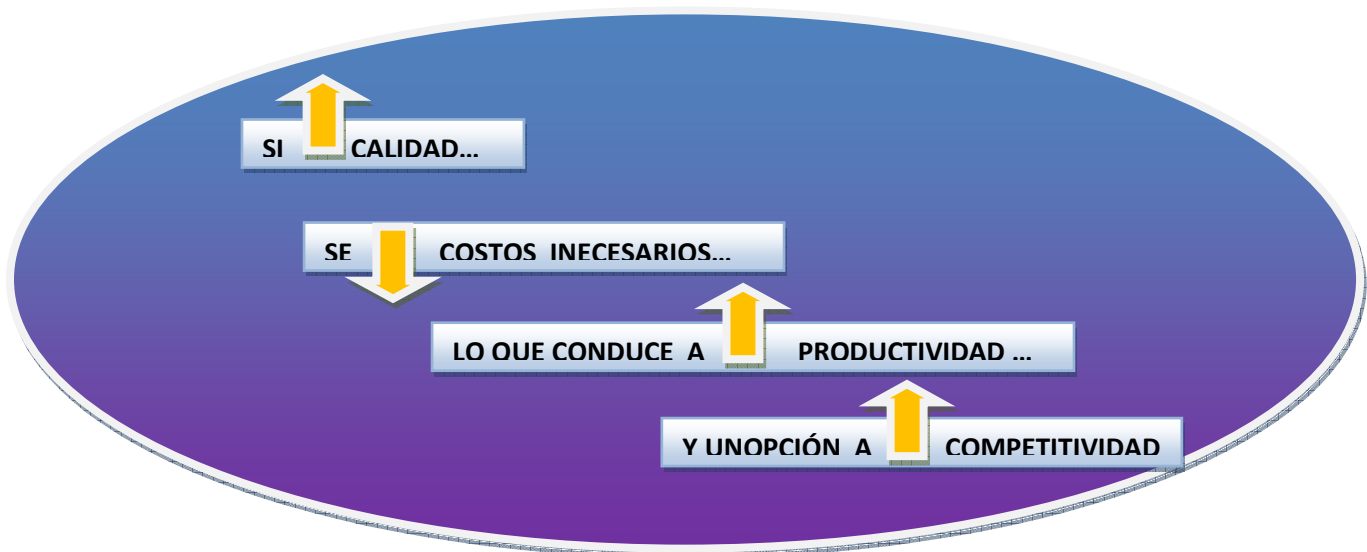 SI CALIDAD...
SE COSTOS INECESARIOS...
LO QUE CONDUCE A PRODUCTIVIDAD ...
Y UNOPCIÓN A COMPETITIVIDAD